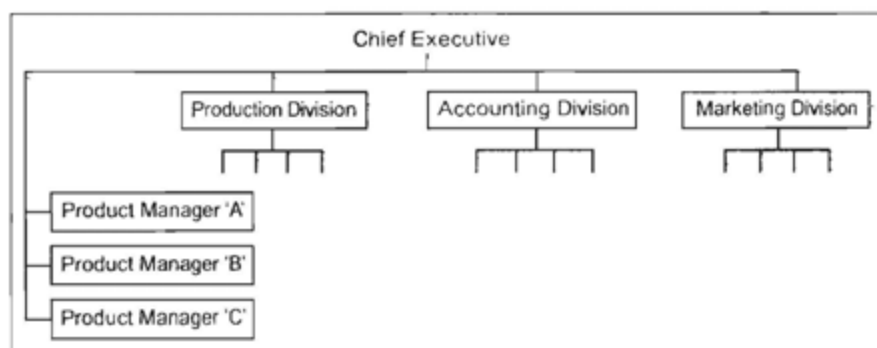 Chief Executive
Production Division
Accounting Division
Marketing Division
Product Manager 'A'
Product Manager 'B'
Product Manager 'C'